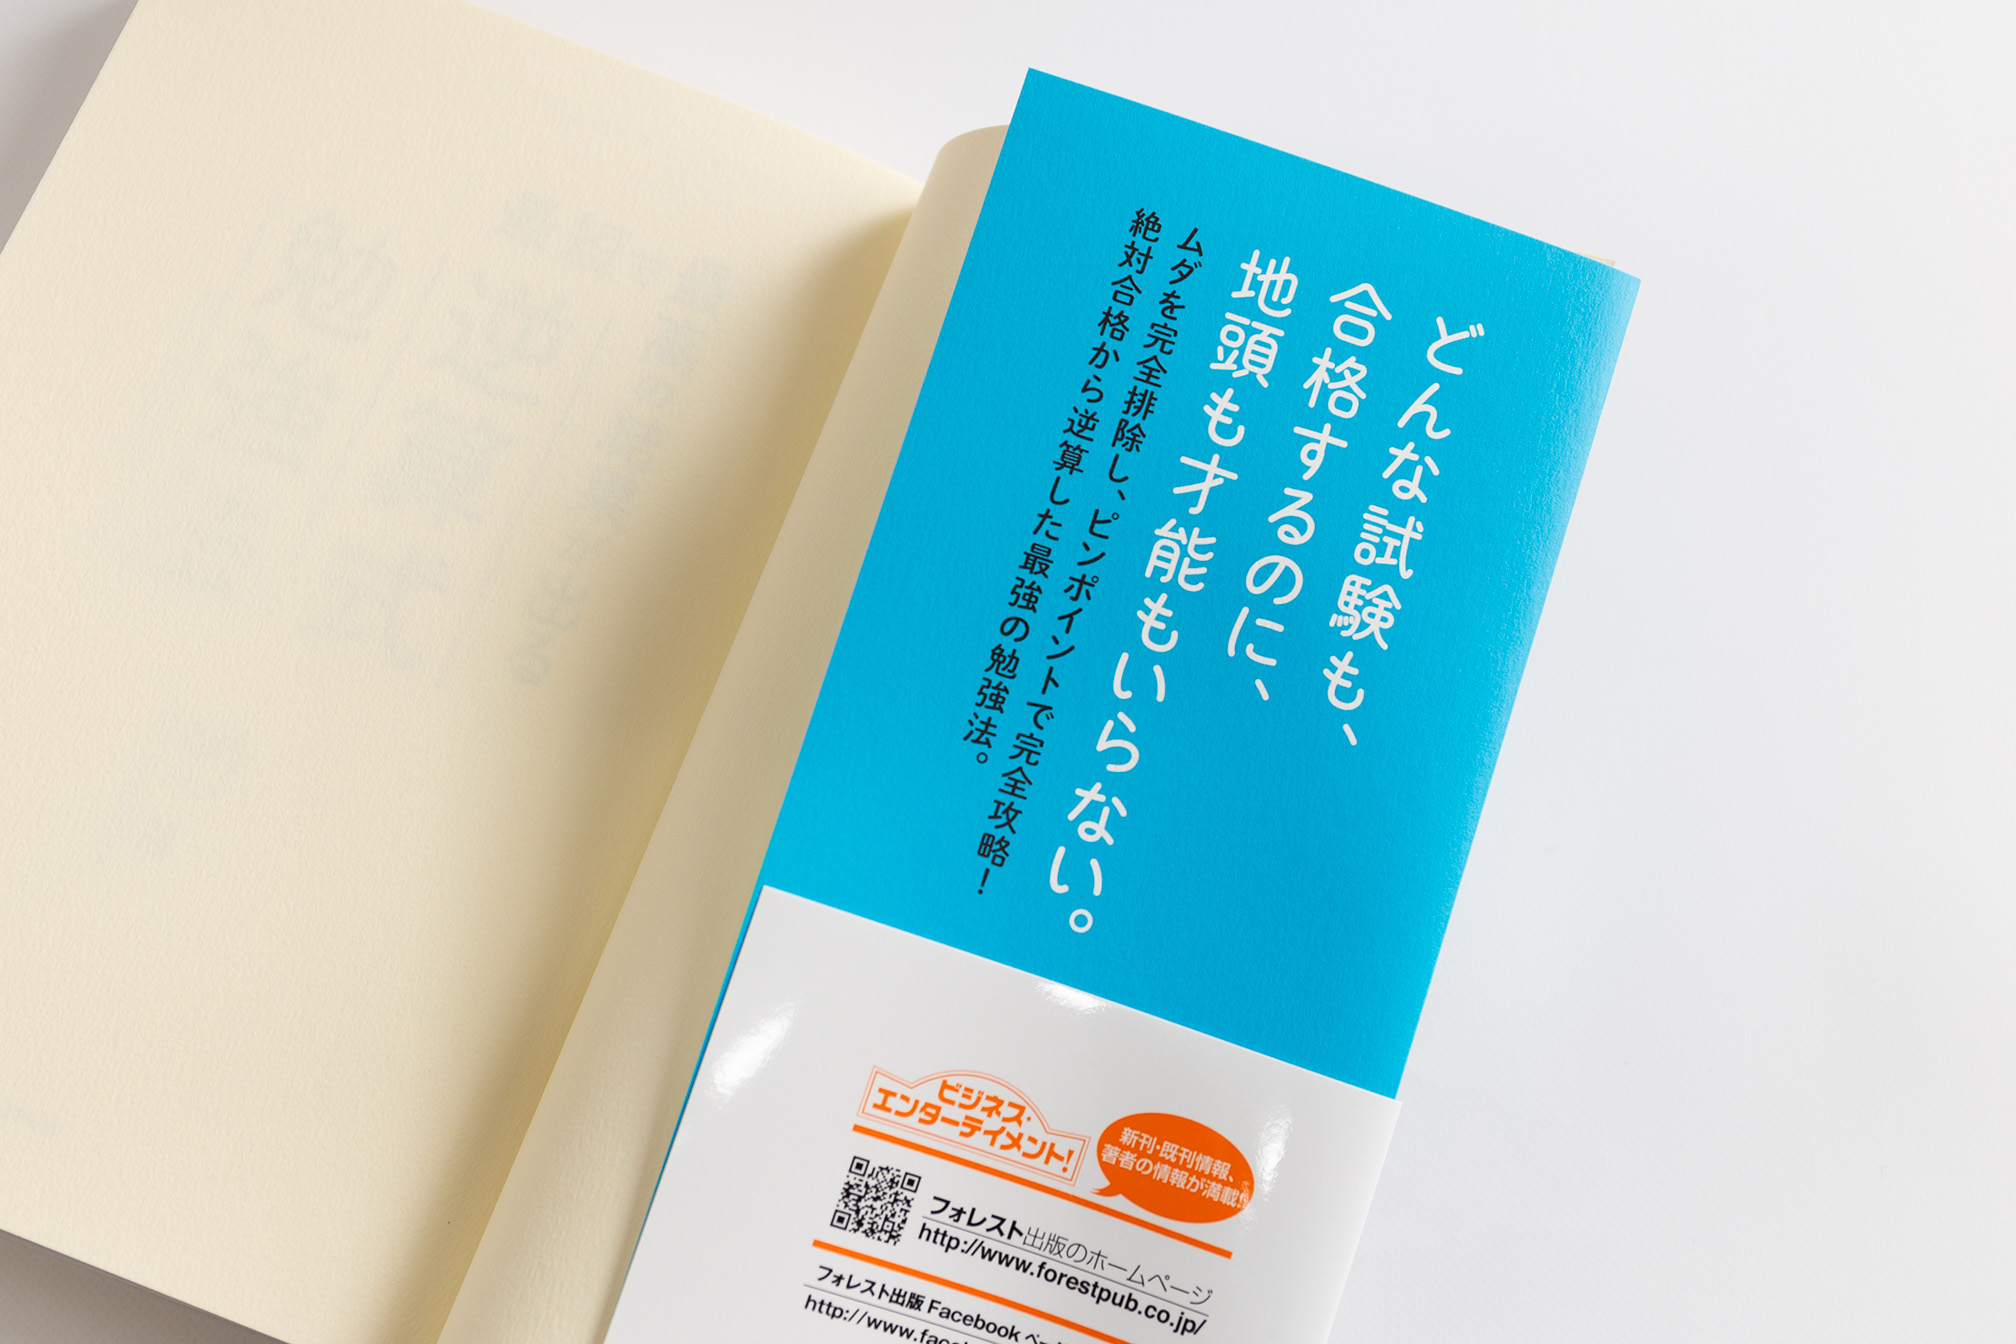 どんな試験も、
合格するのに、
地頭も才能もいらない。
ムダを完全排除し、ピンポイントで完全攻略！
絶対合格から逆算した最強の勉強法。
ビジネス・
エンターテイメント！
新刊・既刊情報、
著者の情報が満載！
フォレスト出版のホームページ
http://www.forestpub.co.jp/
フォレスト出版 Facebook ペー
http://www.face